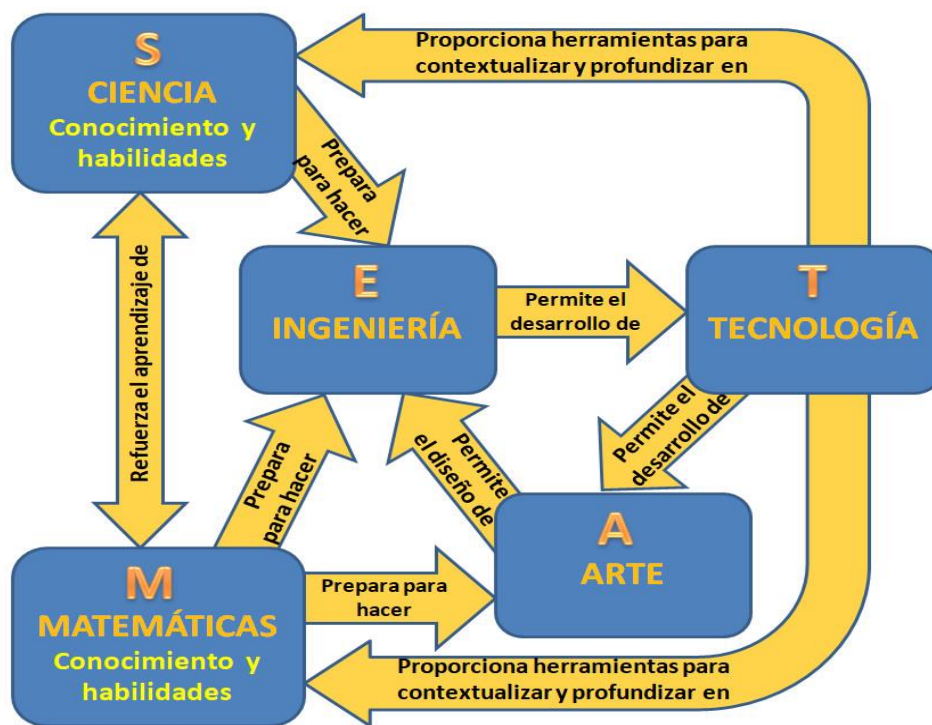 S
CIENCIA
Conocimiento y
habilidades
Proporciona herramientas para
contextualizar y profundizar en
Prepara
para hacer
Refuerza el aprendizaje de
E
INGENIERÍA
Permite el
desarrollo de
T
TECNOLOGÍA
Prepara
para hacer
Permite
el diseño de
Permite el
desarrollo de
A
ARTE
M
MATEMÁTICAS
Conocimiento y
habilidades
Prepara para
hacer
Proporciona herramientas para
contextualizar y profundizar en